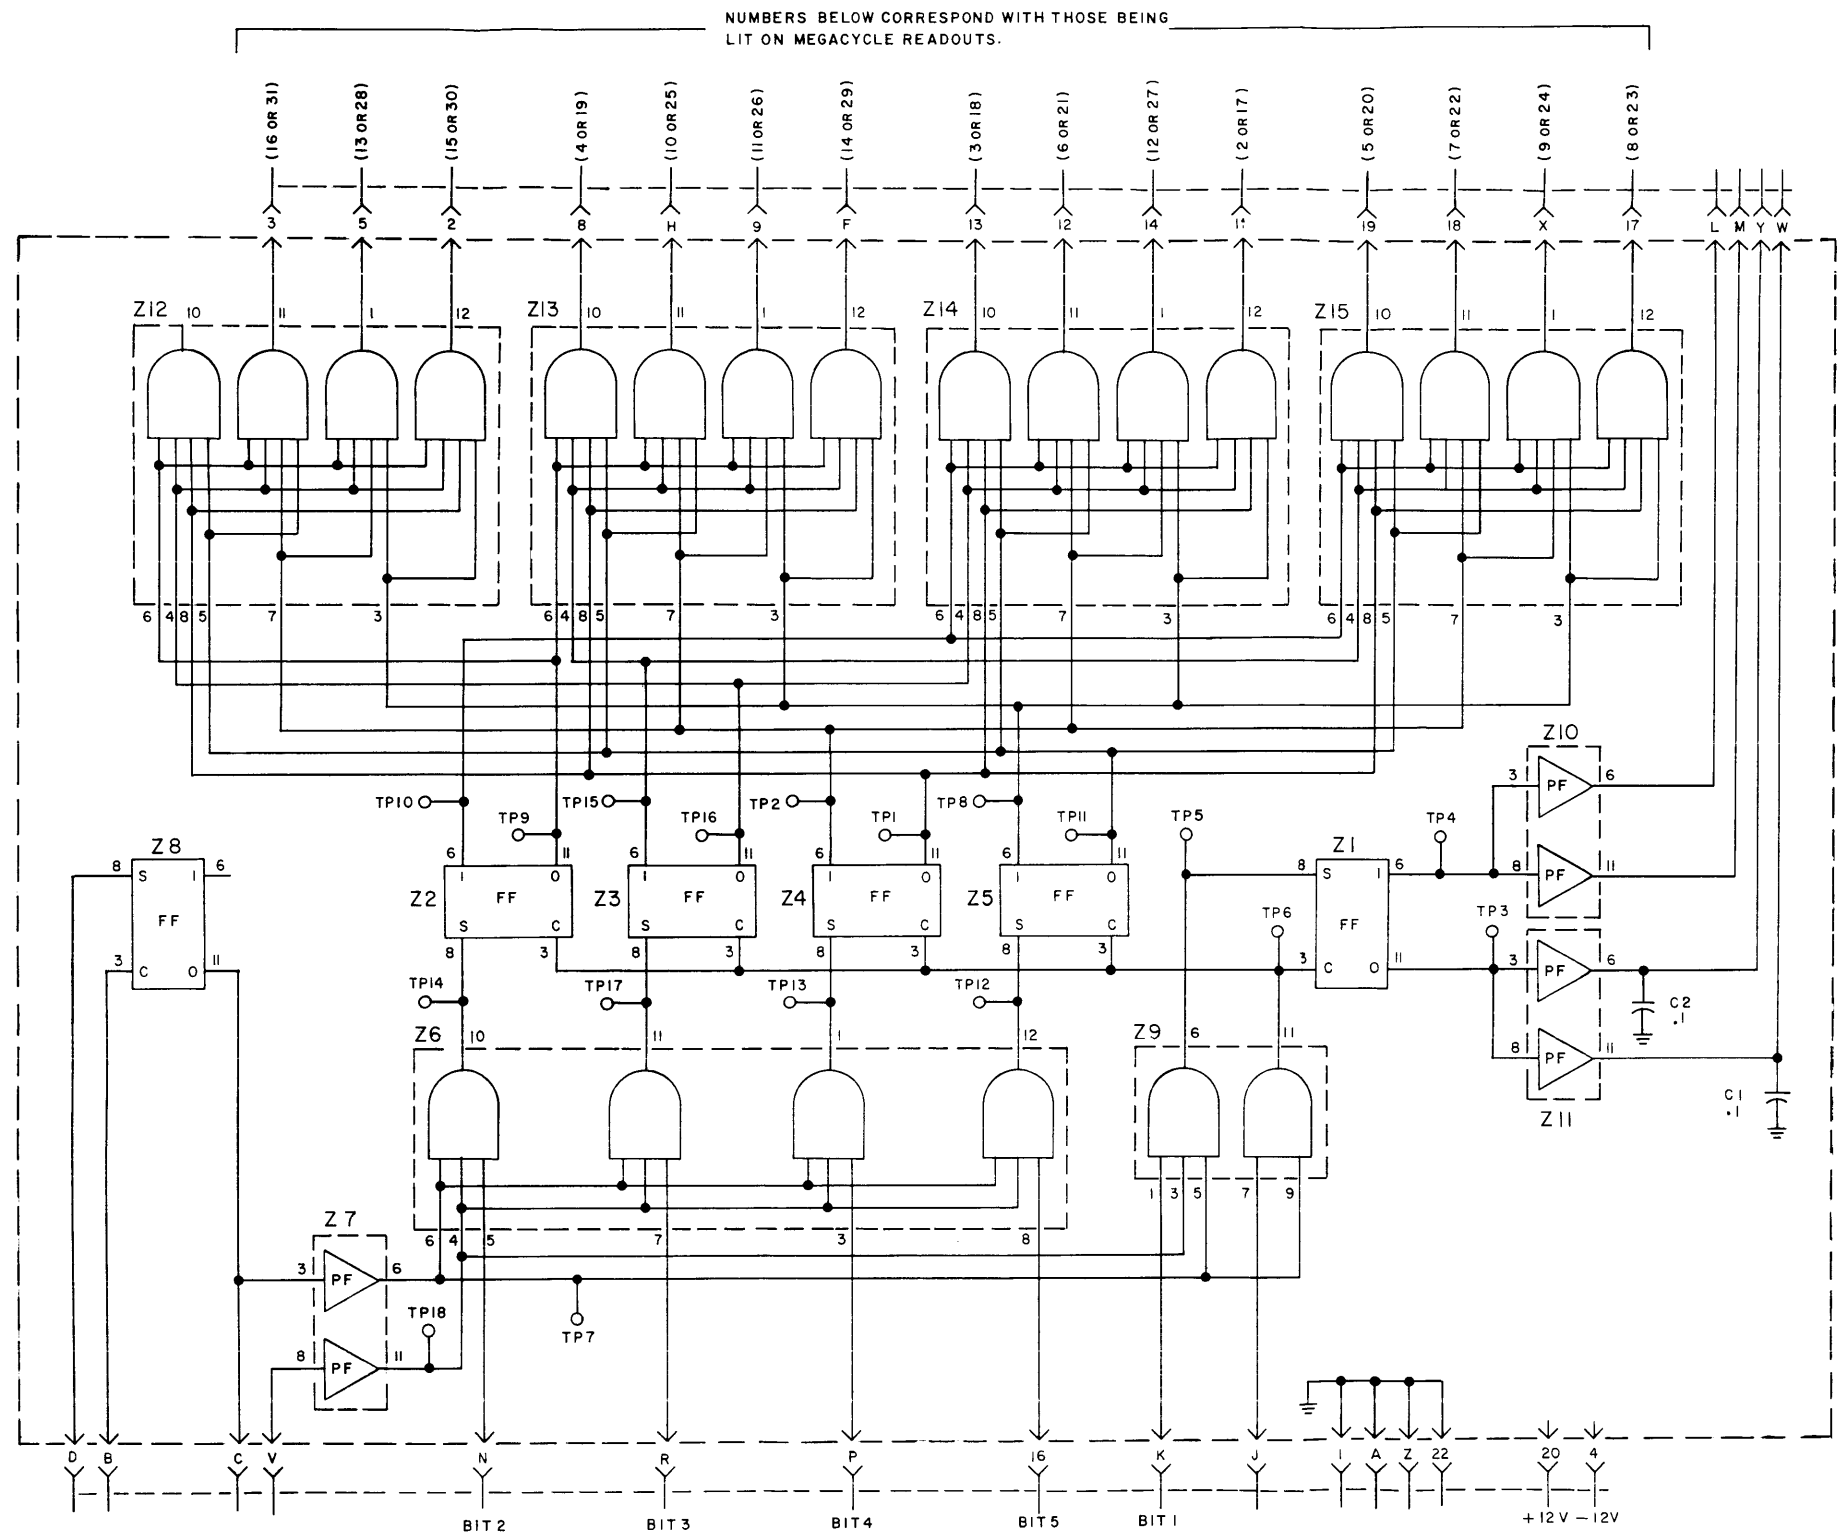 NUMBERS BELOW CORRESPOND WITH THOSE BEING
LIT ON MEGACYCLE READOUTS.
(16 OR 31) (13 OR 28) (15 OR 30) (4 OR 19) (10 OR 25) (11 OR 26) (14 OR 29) (3 OR 18) (6 OR 21) (12 OR 27) (2 OR 17) (5 OR 20) (7 OR 22) (9 OR 24) (8 OR 23)
3 5 2 8 H 9 F 13 12 14 11 19 18 X 17 L M Y W
Z12 10 11 1 12 Z13 10 11 1 12 Z14 10 11 1 12 Z15 10 11 1 12
6 4 8 5 7 3 6 4 8 5 7 3 6 4 8 5 7 3 6 4 8 5 7 3
Z10
3 PF 6
TP10 TP15 TP2 TP8
TP9 TP16 TP1 TP11 TP5 TP4
Z8 6 11 6 11 6 11 6 11 Z1
8 S 1 6 1 0 1 0 1 0 1 0 8 S 1 6 8 PF 11
FF Z2 FF Z3 FF Z4 FF Z5 FF TP6 TP3
S C S C S C S C FF
3 C 0 11 8 3 8 3 8 3 8 3 3 C 0 11 3 PF 6
TP14 TP17 TP13 TP12 C2
.1
Z6 10 11 1 12 Z9 6 11 8 PF 11
C1
.1
Z11
1 3 5 7 9
Z7 6 4 5 7 3 8
3 PF 6
TP18 TP7
8 PF 11
D B C V N R P 16 K J 1 A Z 22 20 4
BIT 2 BIT 3 BIT 4 BIT 5 BIT 1 +12V -12V